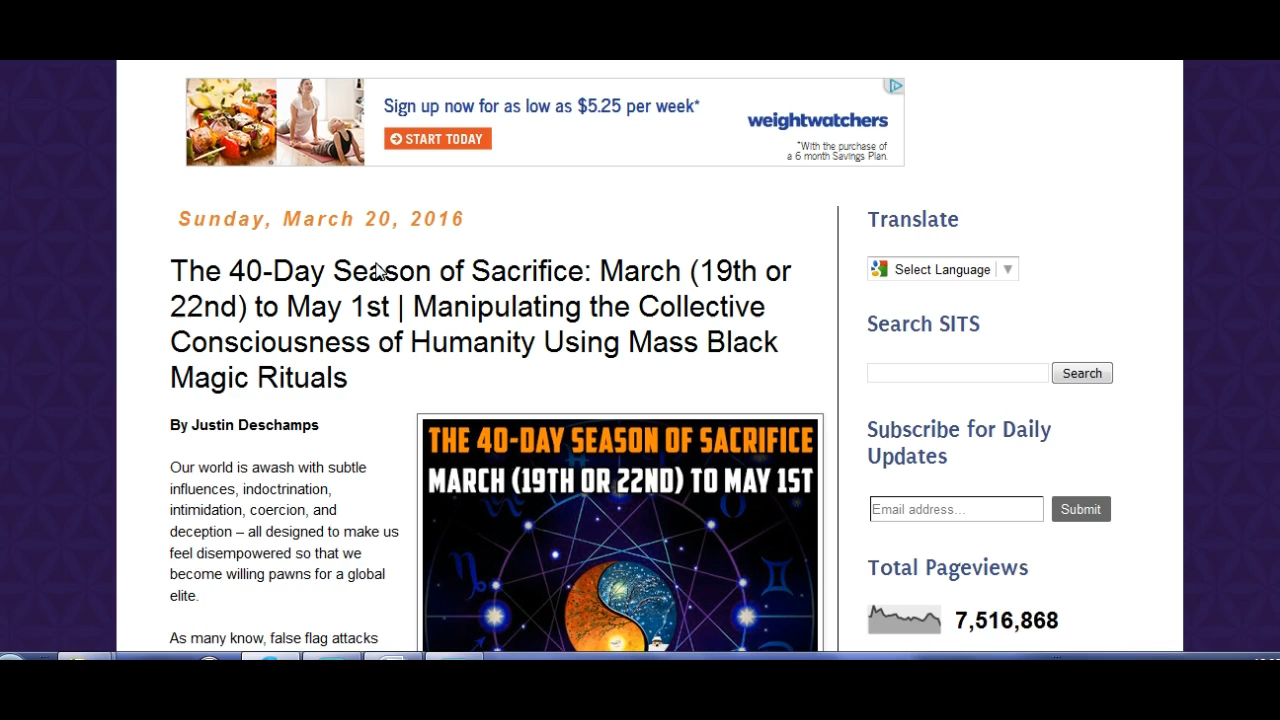 Sign up now for as low as $5.25 per week*
START TODAY
weightwatchers
*With the purchase of
a 6 month Savings Plan.
Sunday, March 20, 2016
The 40-Day Season of Sacrifice: March (19th or
22nd) to May 1st | Manipulating the Collective
Consciousness of Humanity Using Mass Black
Magic Rituals
By Justin Deschamps
Our world is awash with subtle
influences, indoctrination,
intimidation, coercion, and
deception – all designed to make us
feel disempowered so that we
become willing pawns for a global
elite.
As many know, false flag attacks
THE 40-DAY SEASON OF SACRIFICE
MARCH (19TH OR 22ND) TO MAY 1ST
Translate
Select Language
Search SITS
Search
Subscribe for Daily
Updates
Email address...
Submit
Total Pageviews
7,516,868